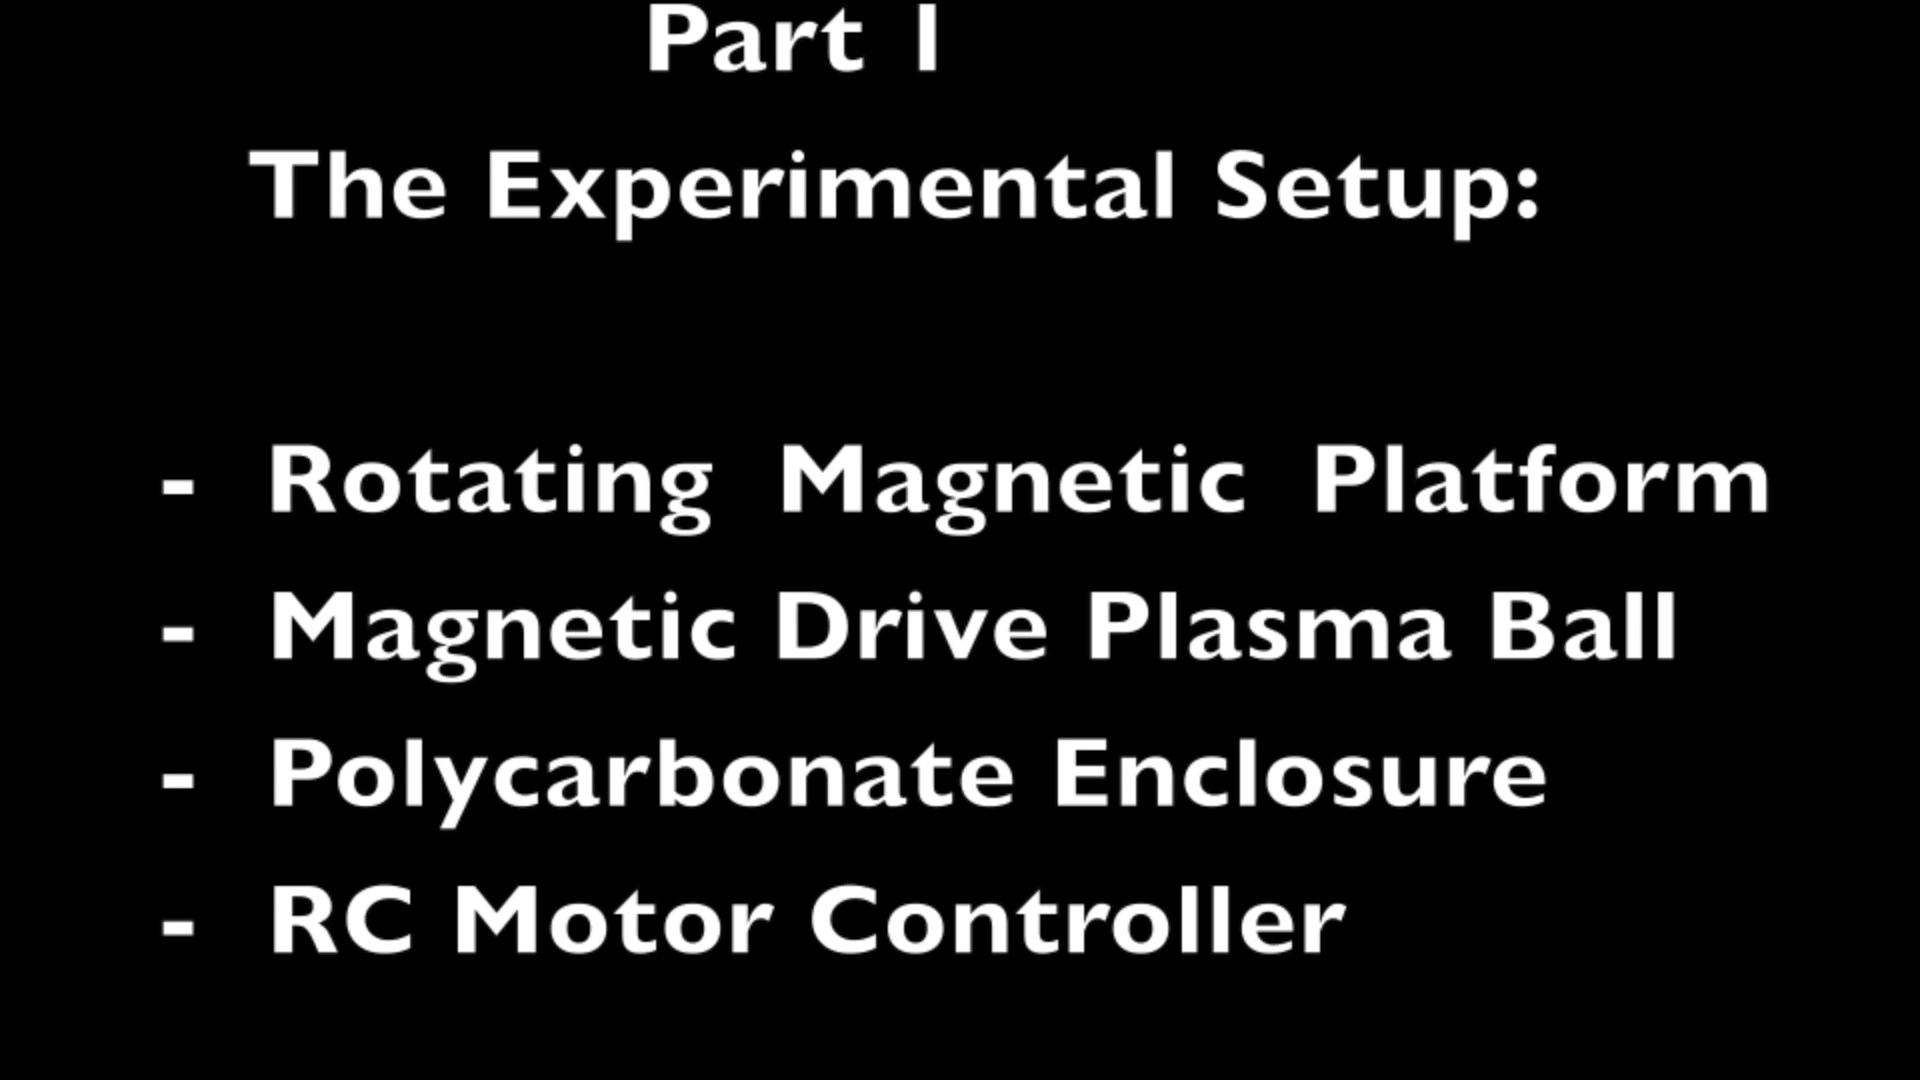 Part 1
The Experimental Setup:
- Rotating Magnetic Platform
- Magnetic Drive Plasma Ball
- Polycarbonate Enclosure
- RC Motor Controller